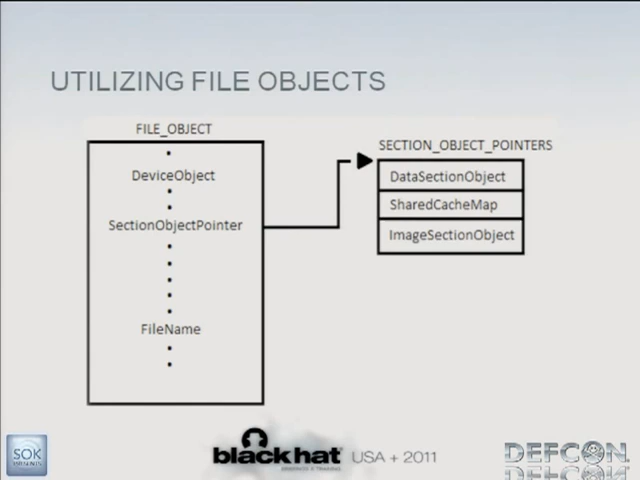 UTILIZING FILE OBJECTS
FILE_OBJECT
DeviceObject
SectionObjectPointer
FileName
SECTION_OBJECT_POINTERS
DataSectionObject
SharedCacheMap
ImageSectionObject
SOK
black hat USA + 2011
DEFCON